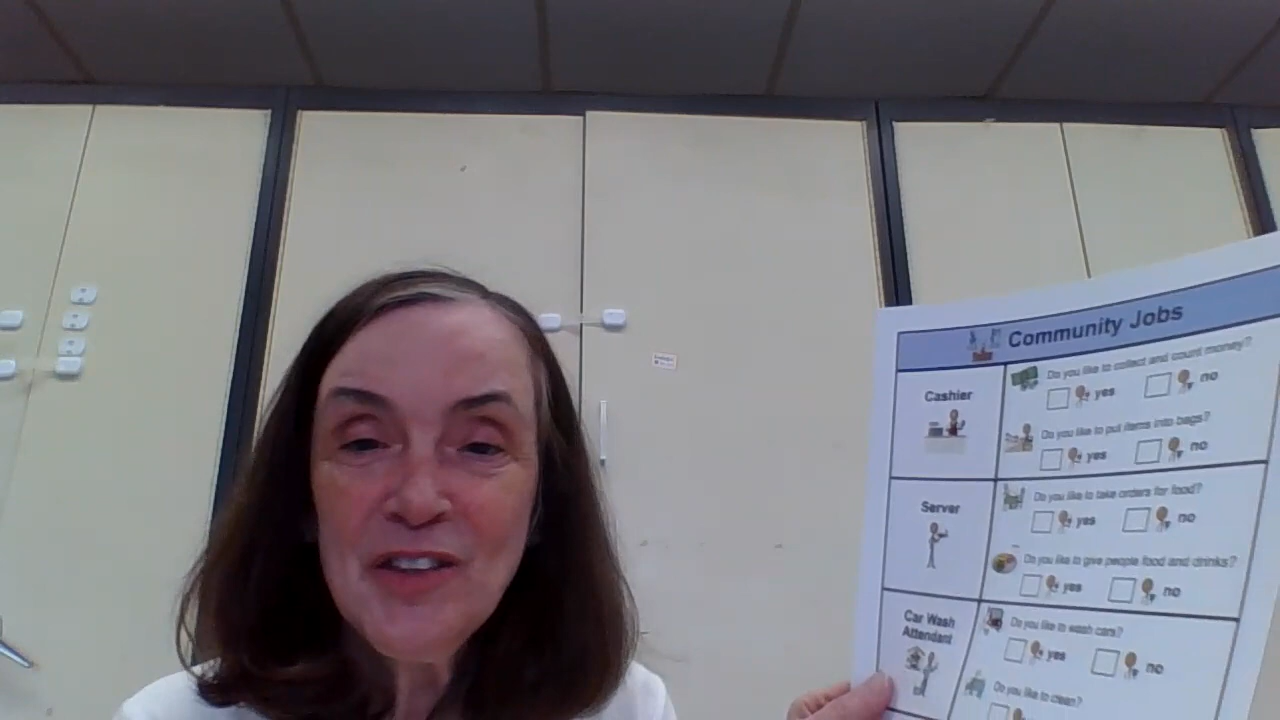 Community Jobs
Cashier
Do you like to collect and count money?
yes no
Do you like to put items into bags?
yes no
Server
Do you like to take orders for food?
yes no
Do you like to give people food and drinks?
yes no
Car Wash
Attendant
Do you like to wash cars?
yes no
Do you like to clean?